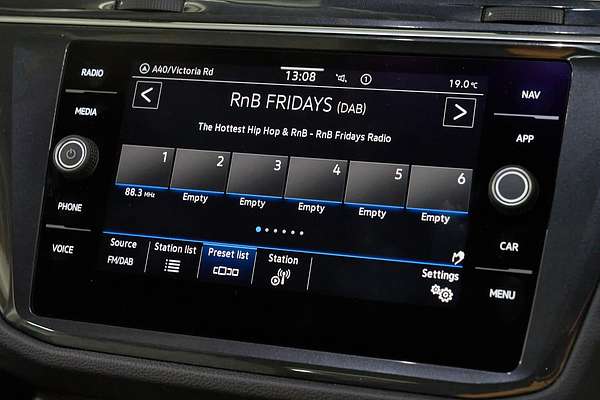 RADIO
MEDIA
PHONE
VOICE
A40/Victoria Rd
13:08
1
19.0°C
RnB FRIDAYS (DAB)
The Hottest Hip Hop & RnB - RnB Fridays Radio
1 2 3 4 5 6
88.3 MHz Empty Empty Empty Empty Empty
Source Station list Preset list Station Settings
FM/DAB
NAV
APP
CAR
MENU